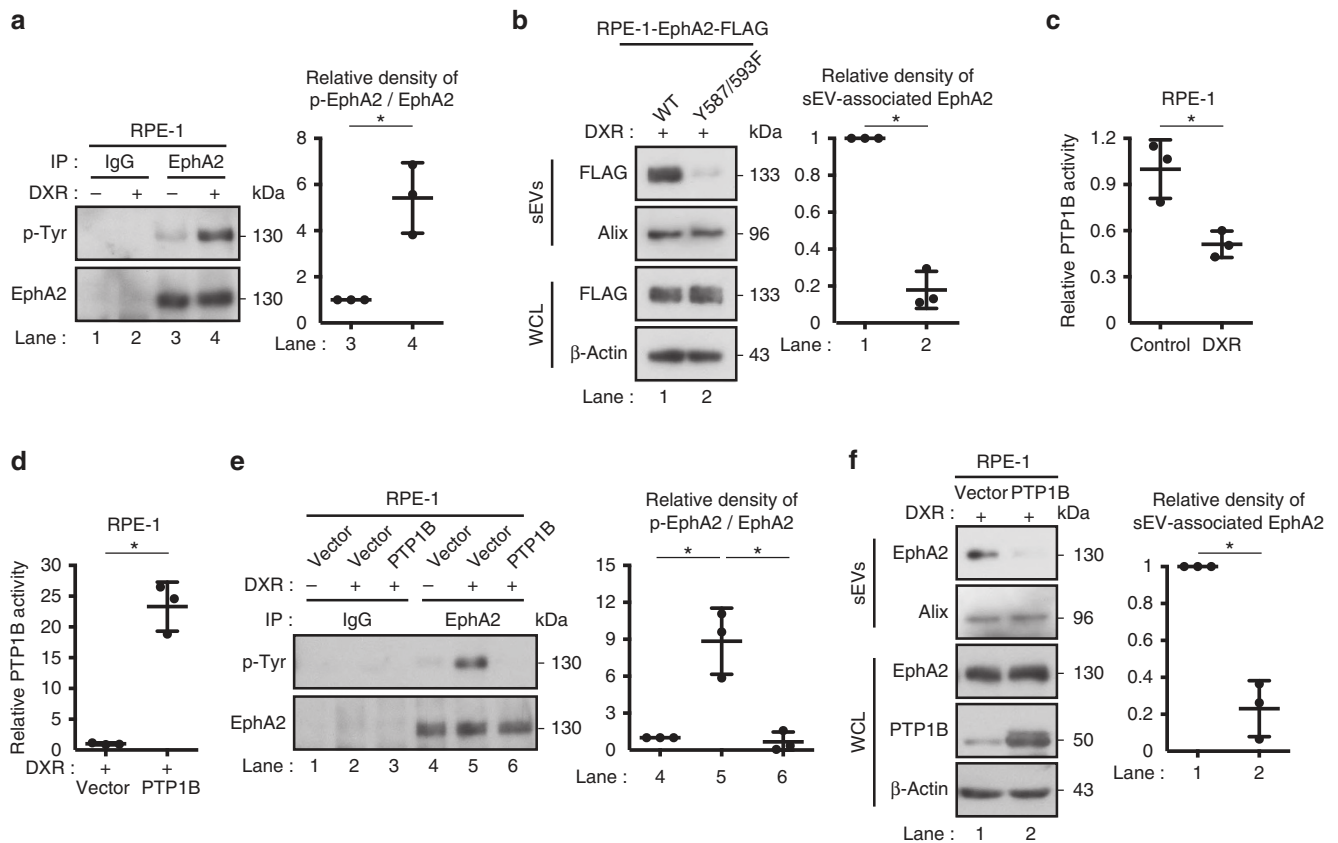 a
RPE-1
IP : IgG EphA2
DXR : – + – + kDa
p-Tyr 130
EphA2 130
Lane : 1 2 3 4
Relative density of
p-EphA2 / EphA2
*
8
6
4
2
0
Lane : 3 4
b
RPE-1-EphA2-FLAG
WT Y587/593F
DXR : + + kDa
sEVs
FLAG 133
Alix 96
WCL
FLAG 133
β-Actin 43
Lane : 1 2
Relative density of
sEV-associated EphA2
*
1
0.8
0.6
0.4
0.2
0
Lane : 1 2
c
RPE-1
*
Relative PTP1B activity
1.2
0.9
0.6
0.3
0
Control DXR
d
RPE-1
*
Relative PTP1B activity
30
25
20
15
10
5
0
DXR : + +
Vector PTP1B
e
RPE-1
Vector Vector PTP1B Vector Vector PTP1B
DXR : – + + – + +
IP : IgG EphA2 kDa
p-Tyr 130
EphA2 130
Lane : 1 2 3 4 5 6
Relative density of
p-EphA2 / EphA2
* *
15
12
9
6
3
0
Lane : 4 5 6
f
RPE-1
Vector PTP1B
DXR : + + kDa
sEVs
EphA2 130
Alix 96
WCL
EphA2 130
PTP1B 50
β-Actin 43
Lane : 1 2
Relative density of
sEV-associated EphA2
*
1
0.8
0.6
0.4
0.2
0
Lane : 1 2